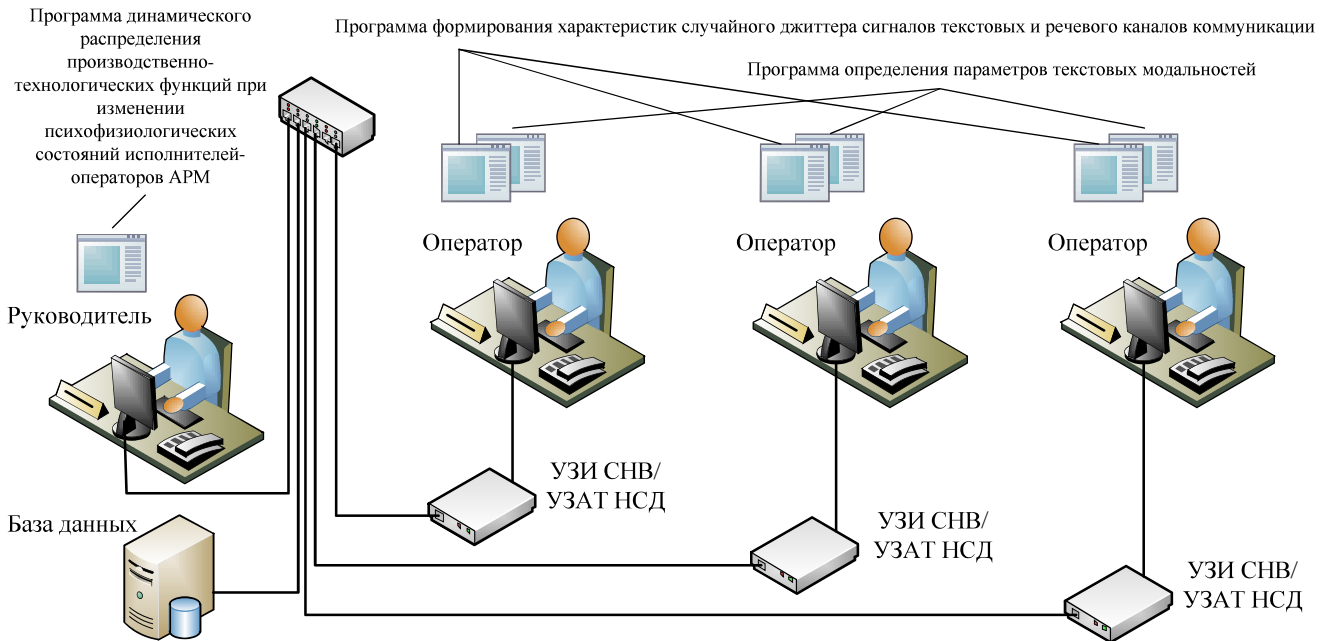 Программа динамического
распределения
производственно-
технологических функций при
изменении
психофизиологических
состояний исполнителей-
операторов АРМ
Программа формирования характеристик случайного джиттера сигналов текстовых и речевого каналов коммуникации
Программа определения параметров текстовых модальностей
Оператор
Оператор
Оператор
Руководитель
УЗИ СНВ/
УЗАТ НСД
База данных
УЗИ СНВ/
УЗАТ НСД
УЗИ СНВ/
УЗАТ НСД